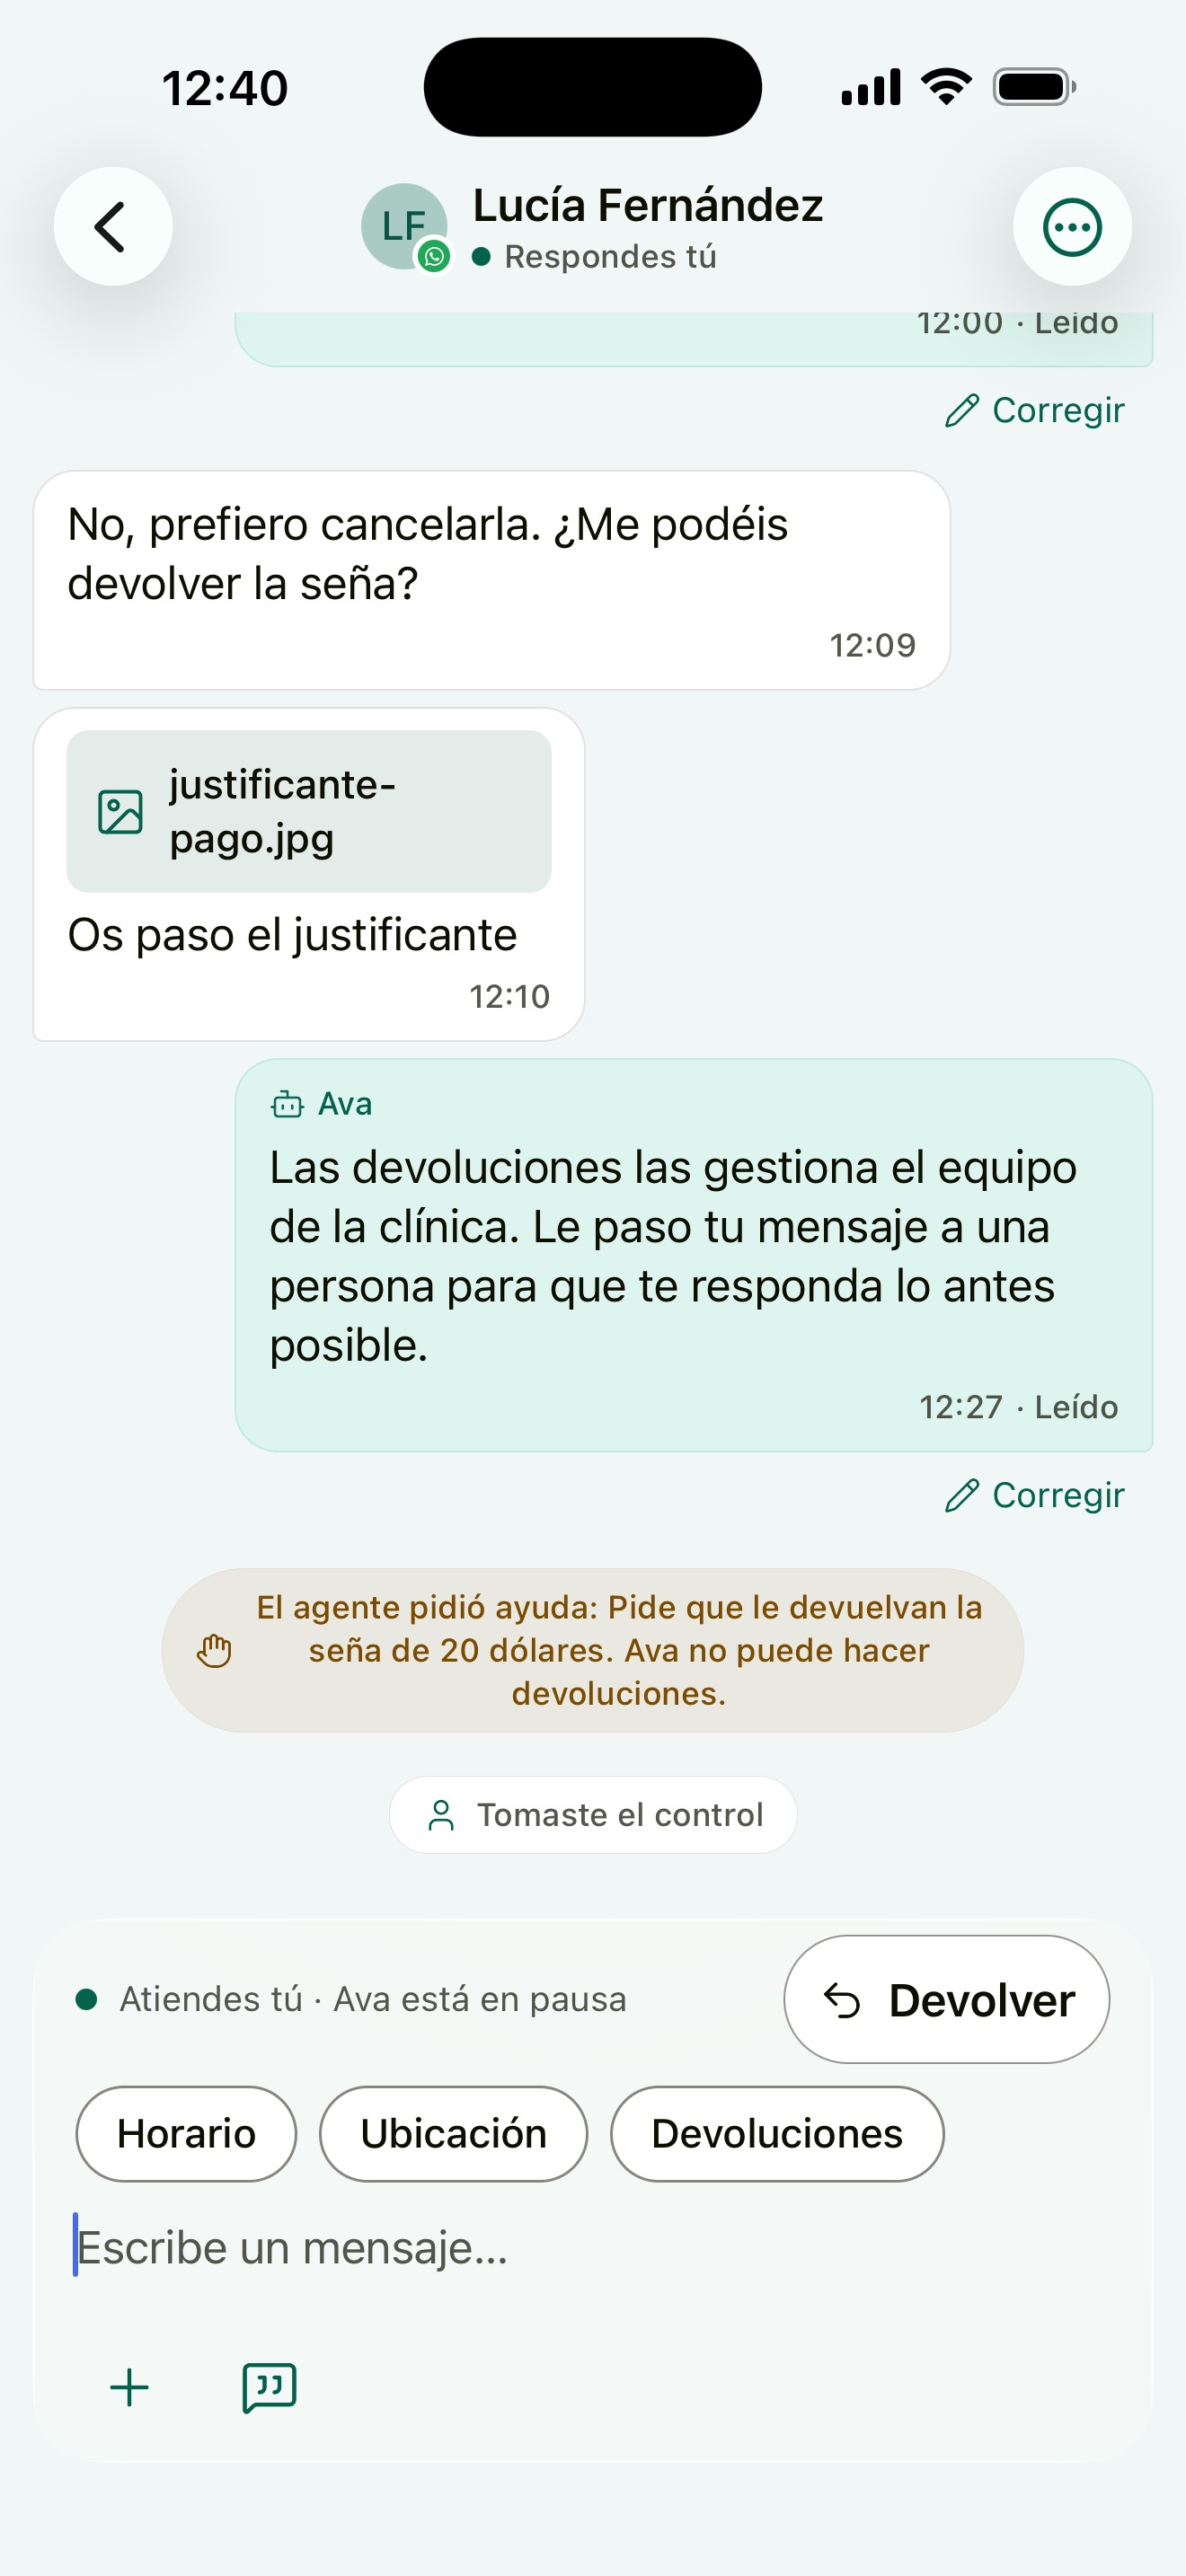 12:40
LF
Lucía Fernández
Respondes tú
12:00 · Leído
Corregir
No, prefiero cancelarla. ¿Me podéis
devolver la seña?
12:09
justificante-
pago.jpg
Os paso el justificante
12:10
Ava
Las devoluciones las gestiona el equipo
de la clínica. Le paso tu mensaje a una
persona para que te responda lo antes
posible.
12:27 · Leído
Corregir
El agente pidió ayuda: Pide que le devuelvan la
seña de 20 dólares. Ava no puede hacer
devoluciones.
Tomaste el control
Atiendes tú · Ava está en pausa
Devolver
Horario
Ubicación
Devoluciones
Escribe un mensaje...